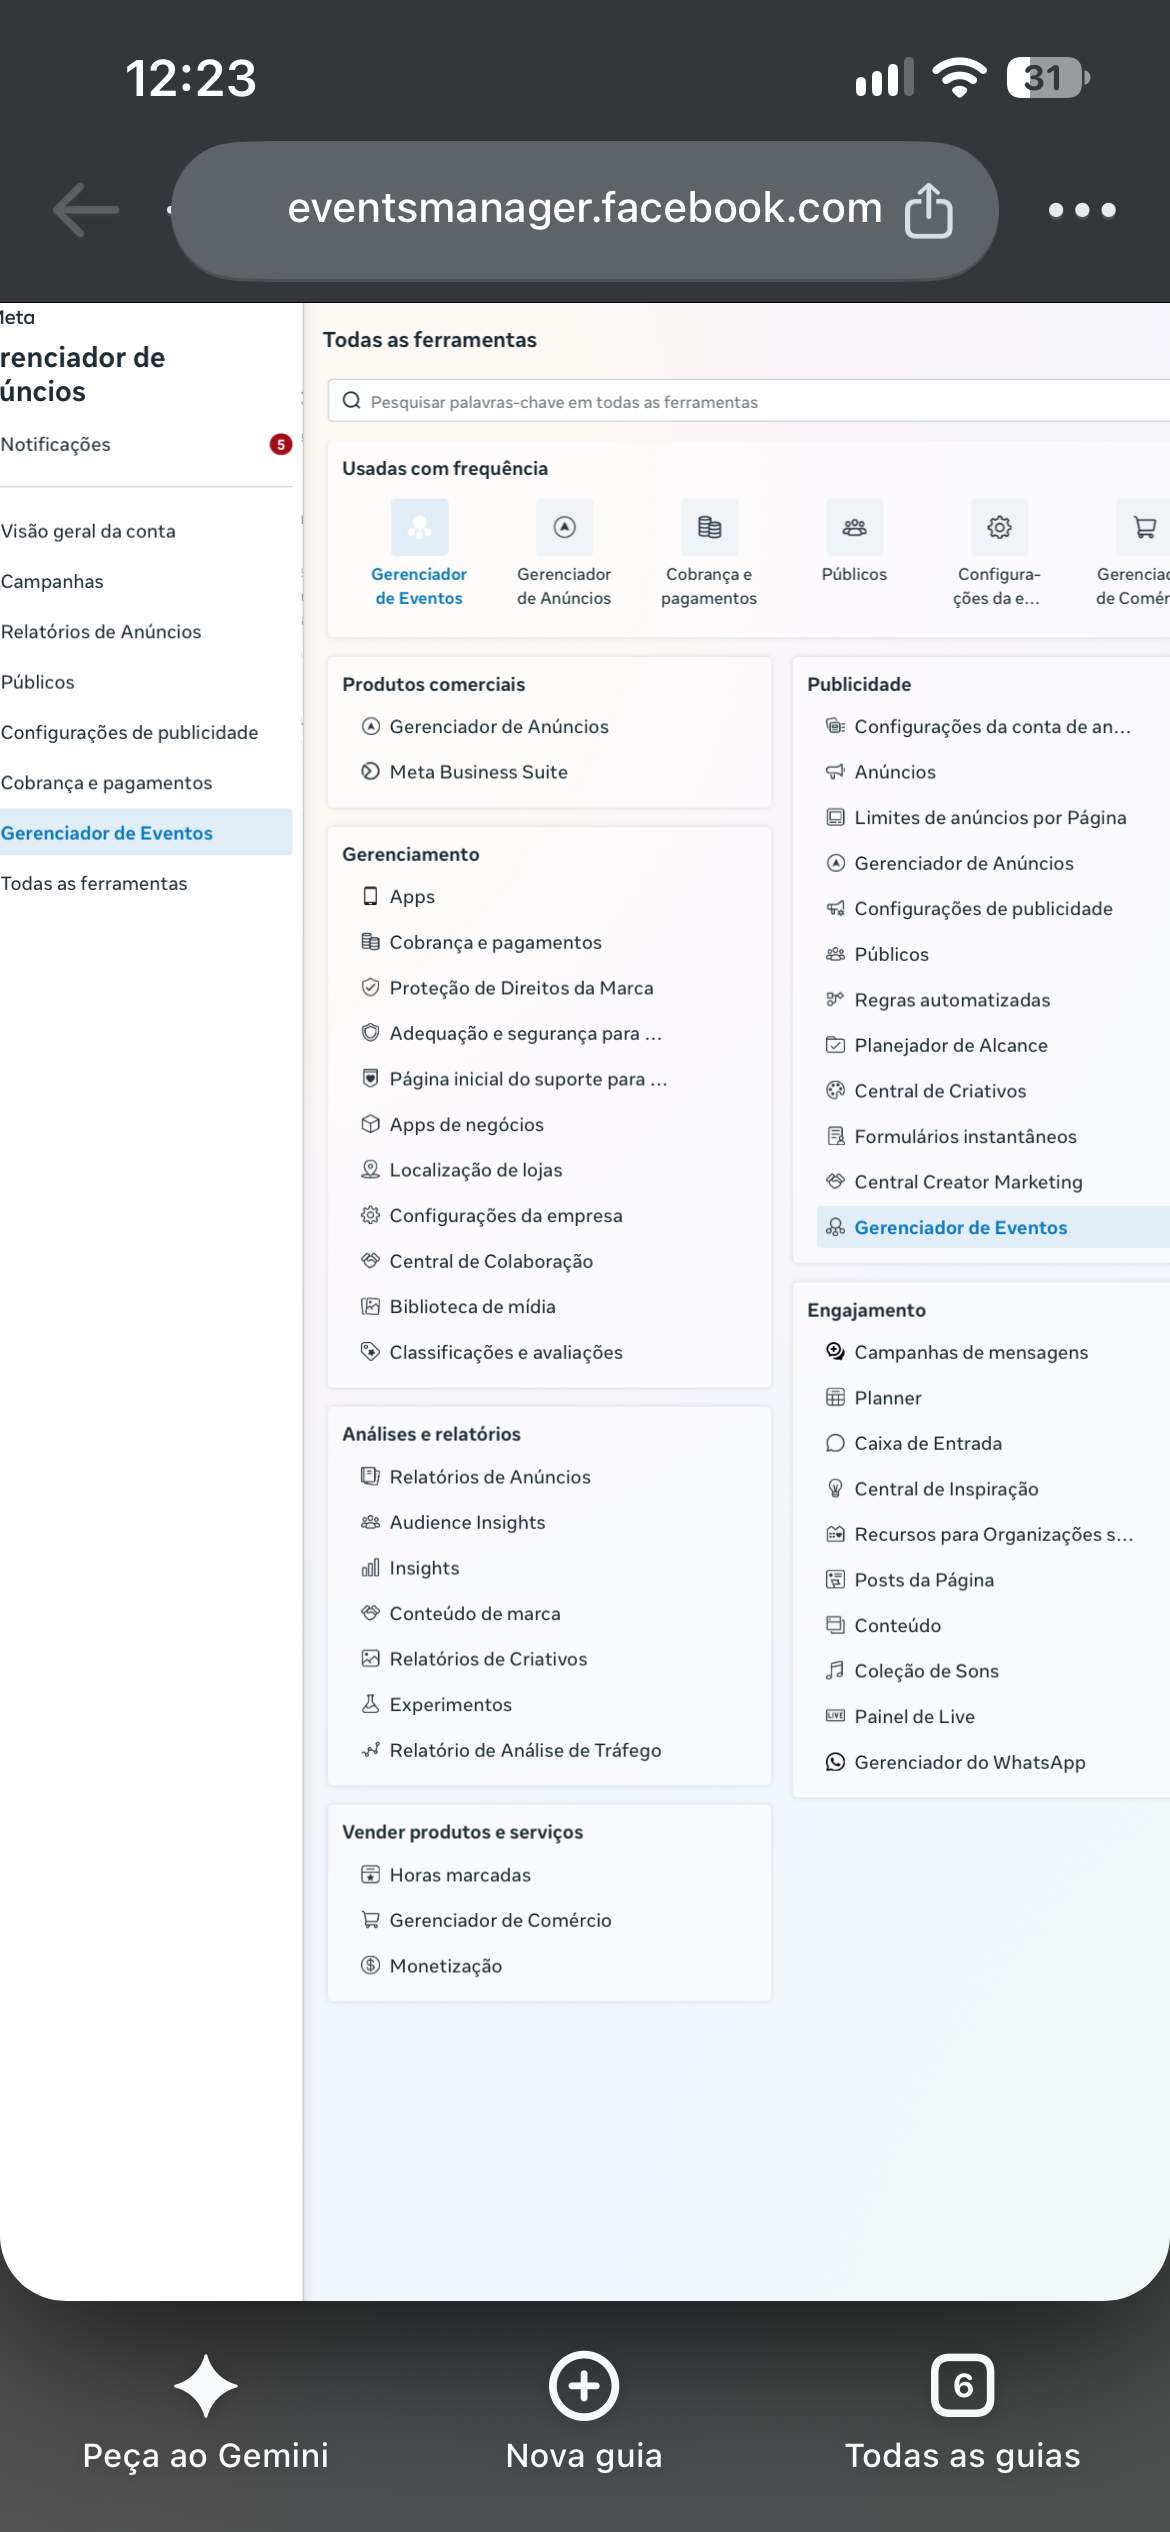 12:23
31
eventsmanager.facebook.com
Meta
renciador de
úncios
Notificações
5
Visão geral da conta
Campanhas
Relatórios de Anúncios
Públicos
Configurações de publicidade
Cobrança e pagamentos
Gerenciador de Eventos
Todas as ferramentas
Todas as ferramentas
Pesquisar palavras-chave em todas as ferramentas
Usadas com frequência
Gerenciador
de Eventos
Gerenciador
de Anúncios
Cobrança e
pagamentos
Públicos
Configura-
ções da e...
Gerenciad
de Comér
Produtos comerciais
Gerenciador de Anúncios
Meta Business Suite
Gerenciamento
Apps
Cobrança e pagamentos
Proteção de Direitos da Marca
Adequação e segurança para ...
Página inicial do suporte para ...
Apps de negócios
Localização de lojas
Configurações da empresa
Central de Colaboração
Biblioteca de mídia
Classificações e avaliações
Análises e relatórios
Relatórios de Anúncios
Audience Insights
Insights
Conteúdo de marca
Relatórios de Criativos
Experimentos
Relatório de Análise de Tráfego
Vender produtos e serviços
Horas marcadas
Gerenciador de Comércio
Monetização
Publicidade
Configurações da conta de an...
Anúncios
Limites de anúncios por Página
Gerenciador de Anúncios
Configurações de publicidade
Públicos
Regras automatizadas
Planejador de Alcance
Central de Criativos
Formulários instantâneos
Central Creator Marketing
Gerenciador de Eventos
Engajamento
Campanhas de mensagens
Planner
Caixa de Entrada
Central de Inspiração
Recursos para Organizações s...
Posts da Página
Conteúdo
Coleção de Sons
LIVE
Painel de Live
Gerenciador do WhatsApp
Peça ao Gemini
Nova guia
6
Todas as guias